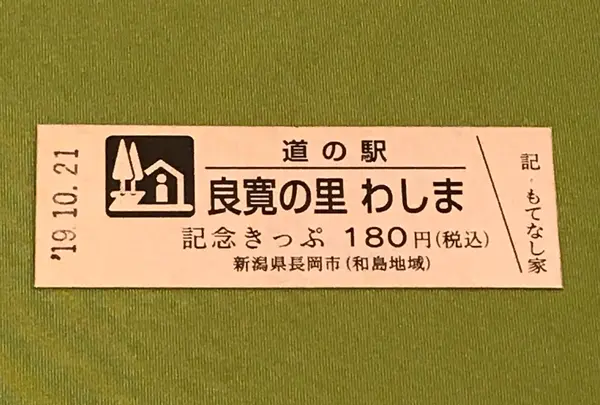 '19.10.21
道の駅
良寛の里 わしま
記念きっぷ 180円(税込)
新潟県長岡市(和島地域)
記・もてなし家